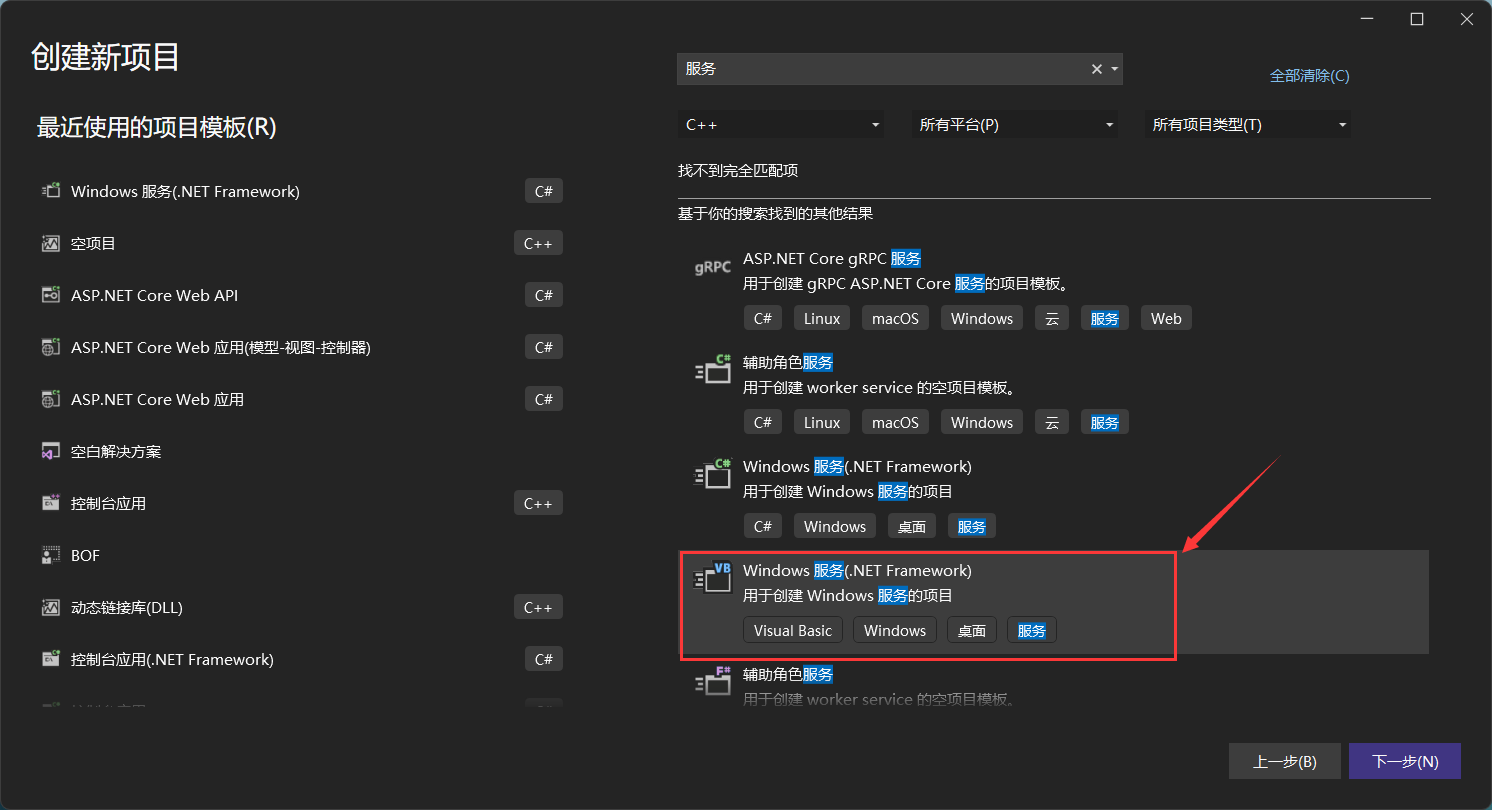 创建新项目
最近使用的项目模板(R)
Windows 服务(.NET Framework)
C#
空项目
C++
ASP.NET Core Web API
C#
ASP.NET Core Web 应用(模型-视图-控制器)
C#
ASP.NET Core Web 应用
C#
空白解决方案
控制台应用
C++
BOF
动态链接库(DLL)
C++
控制台应用(.NET Framework)
C#
服务
全部清除(C)
C++
所有平台(P)
所有项目类型(T)
找不到完全匹配项
基于你的搜索找到的其他结果
gRPC
ASP.NET Core gRPC 服务
用于创建 gRPC ASP.NET Core 服务的项目模板。
C# Linux macOS Windows 云 服务 Web
C#
辅助角色服务
用于创建 worker service 的空项目模板。
C# Linux macOS Windows 云 服务
C#
Windows 服务(.NET Framework)
用于创建 Windows 服务的项目
C# Windows 桌面 服务
VB
Windows 服务(.NET Framework)
用于创建 Windows 服务的项目
Visual Basic Windows 桌面 服务
F#
辅助角色服务
用于创建 worker service 的空项目模板。
上一步(B)
下一步(N)